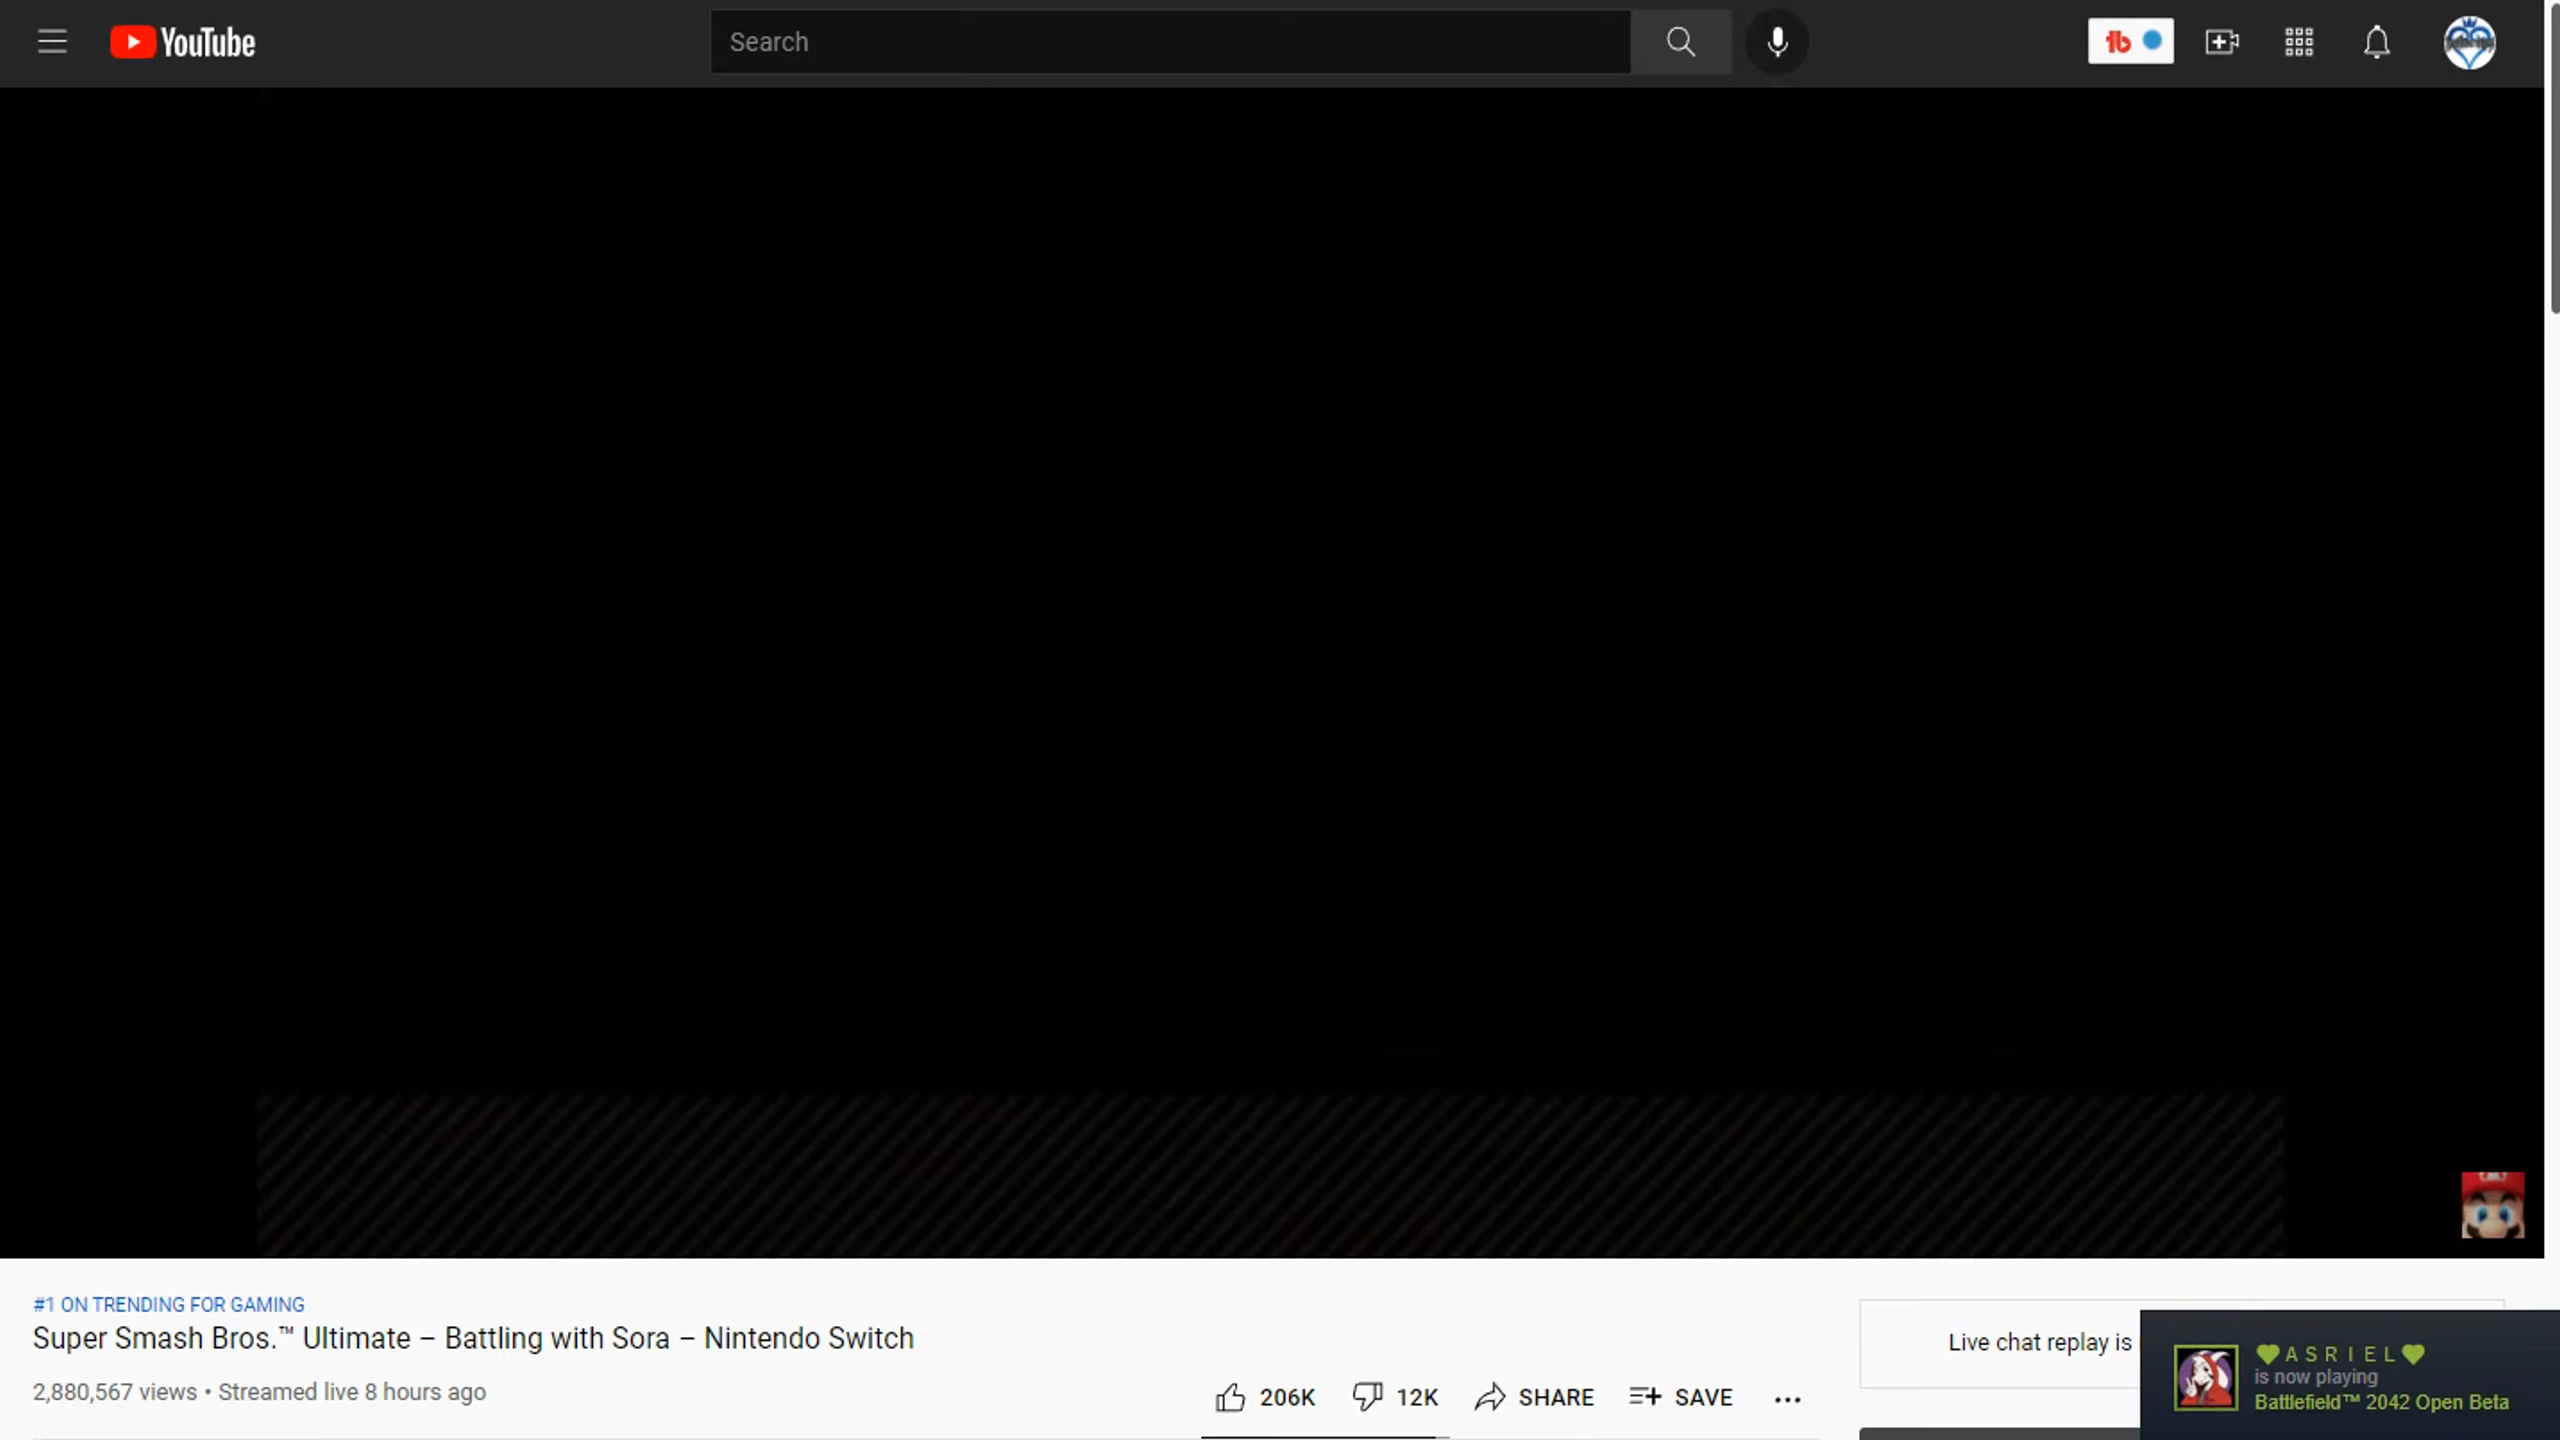 YouTube
Search
tb
#1 ON TRENDING FOR GAMING
Super Smash Bros.™ Ultimate – Battling with Sora – Nintendo Switch
2,880,567 views • Streamed live 8 hours ago
206K
12K
SHARE
SAVE
Live chat replay is
💚 A S R I E L 💚
is now playing
Battlefield™ 2042 Open Beta